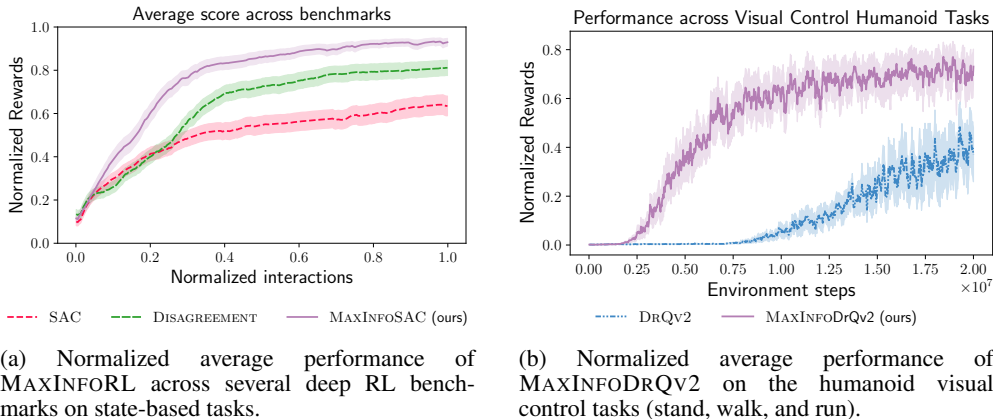 Average score across benchmarks
Normalized Rewards
1.0
0.8
0.6
0.4
0.2
0.0
0.0 0.2 0.4 0.6 0.8 1.0
Normalized interactions
SAC DISAGREEMENT MAXINFOSAC (ours)
(a) Normalized average performance of
MAXINFORL across several deep RL bench-
marks on state-based tasks.
Performance across Visual Control Humanoid Tasks
Normalized Rewards
0.8
0.6
0.4
0.2
0.0
0.00 0.25 0.50 0.75 1.00 1.25 1.50 1.75 2.00
×10⁷
Environment steps
DRQV2 MAXINFODrQv2 (ours)
(b) Normalized average performance of
MAXINFODRQV2 on the humanoid visual
control tasks (stand, walk, and run).